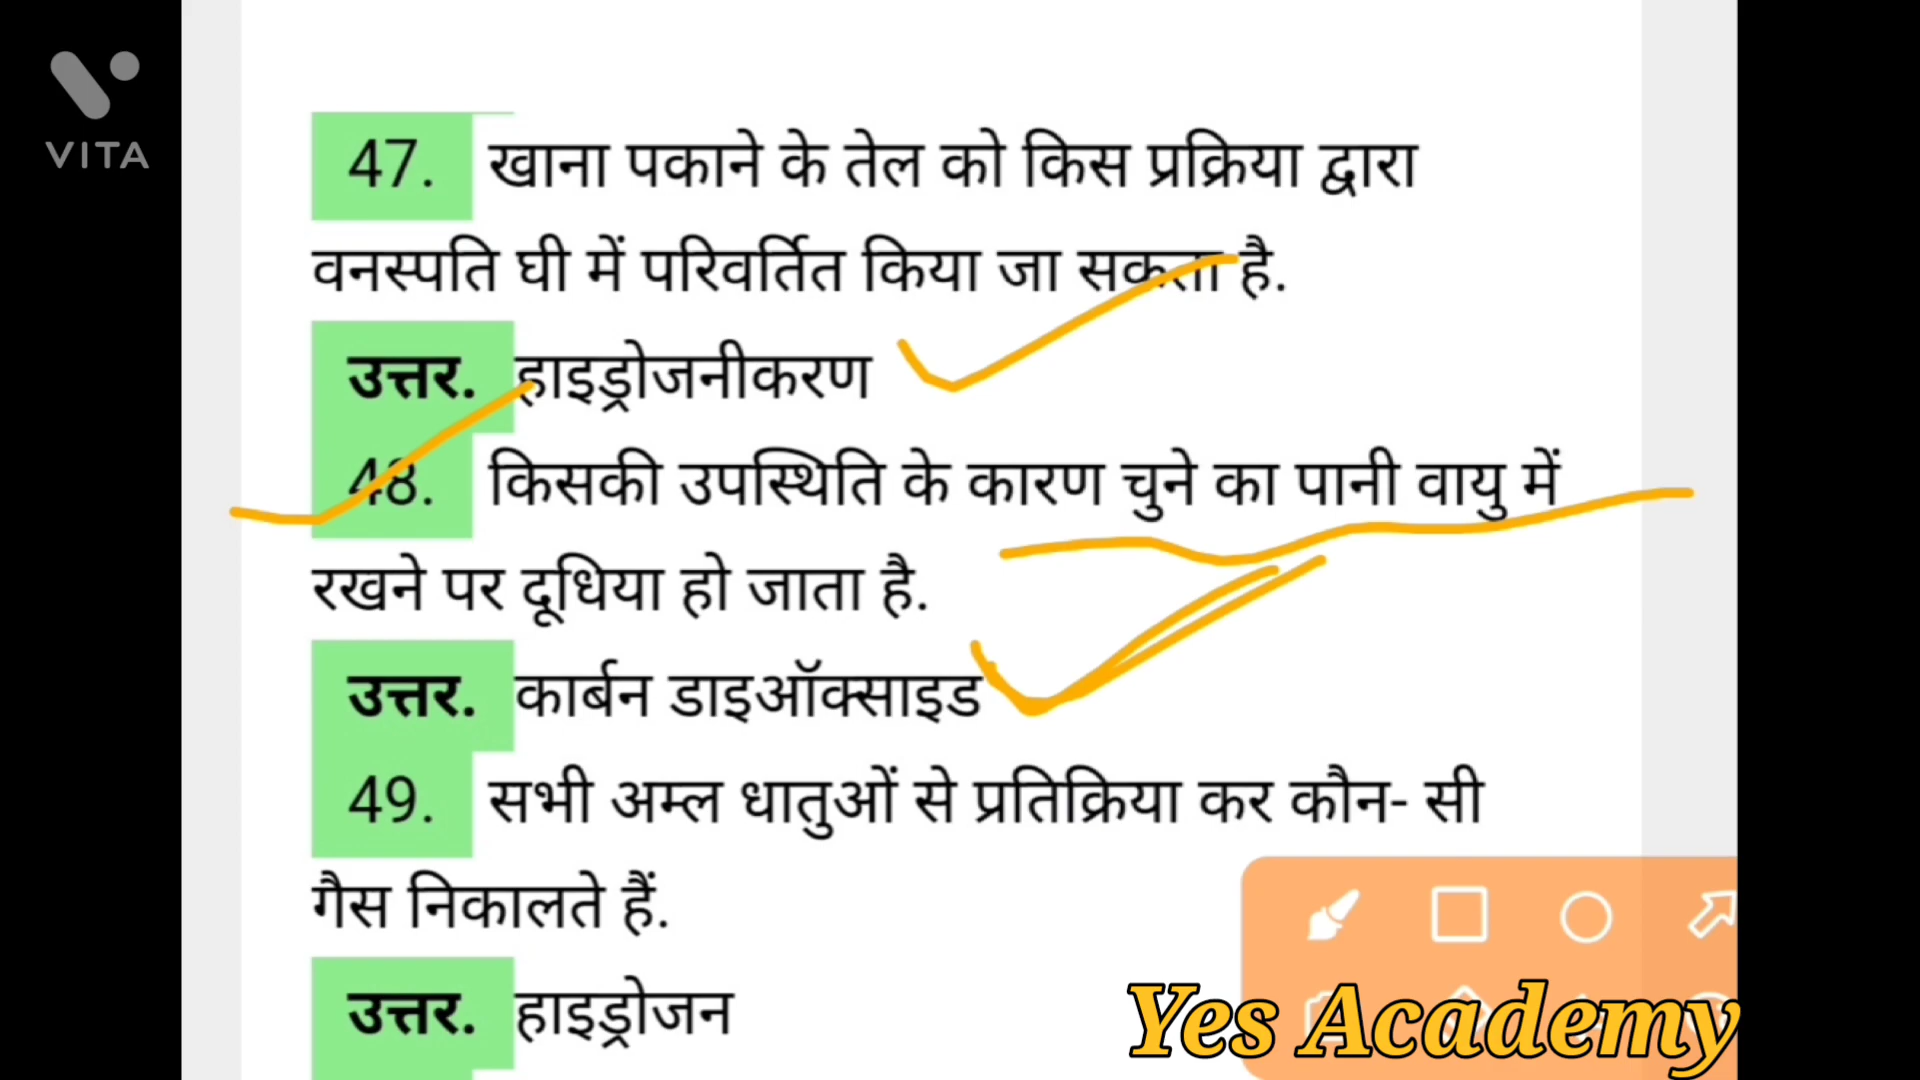 VITA
47. खाना पकाने के तेल को किस प्रक्रिया द्वारा
वनस्पति घी में परिवर्तित किया जा सकता है.
उत्तर. हाइड्रोजनीकरण
48. किसकी उपस्थिति के कारण चुने का पानी वायु में
रखने पर दूधिया हो जाता है.
उत्तर. कार्बन डाइऑक्साइड
49. सभी अम्ल धातुओं से प्रतिक्रिया कर कौन- सी
गैस निकालते हैं.
उत्तर. हाइड्रोजन
Yes Academy